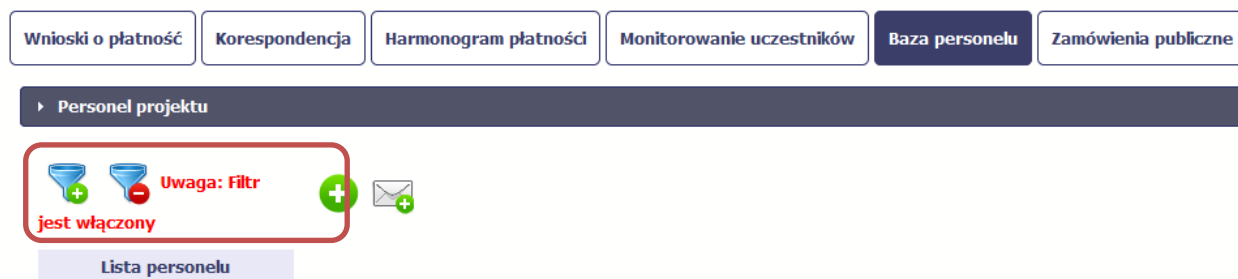 Wnioski o płatność Korespondencja Harmonogram płatności Monitorowanie uczestników Baza personelu Zamówienia publiczne
Personel projektu
Uwaga: Filtr
jest włączony
Lista personelu